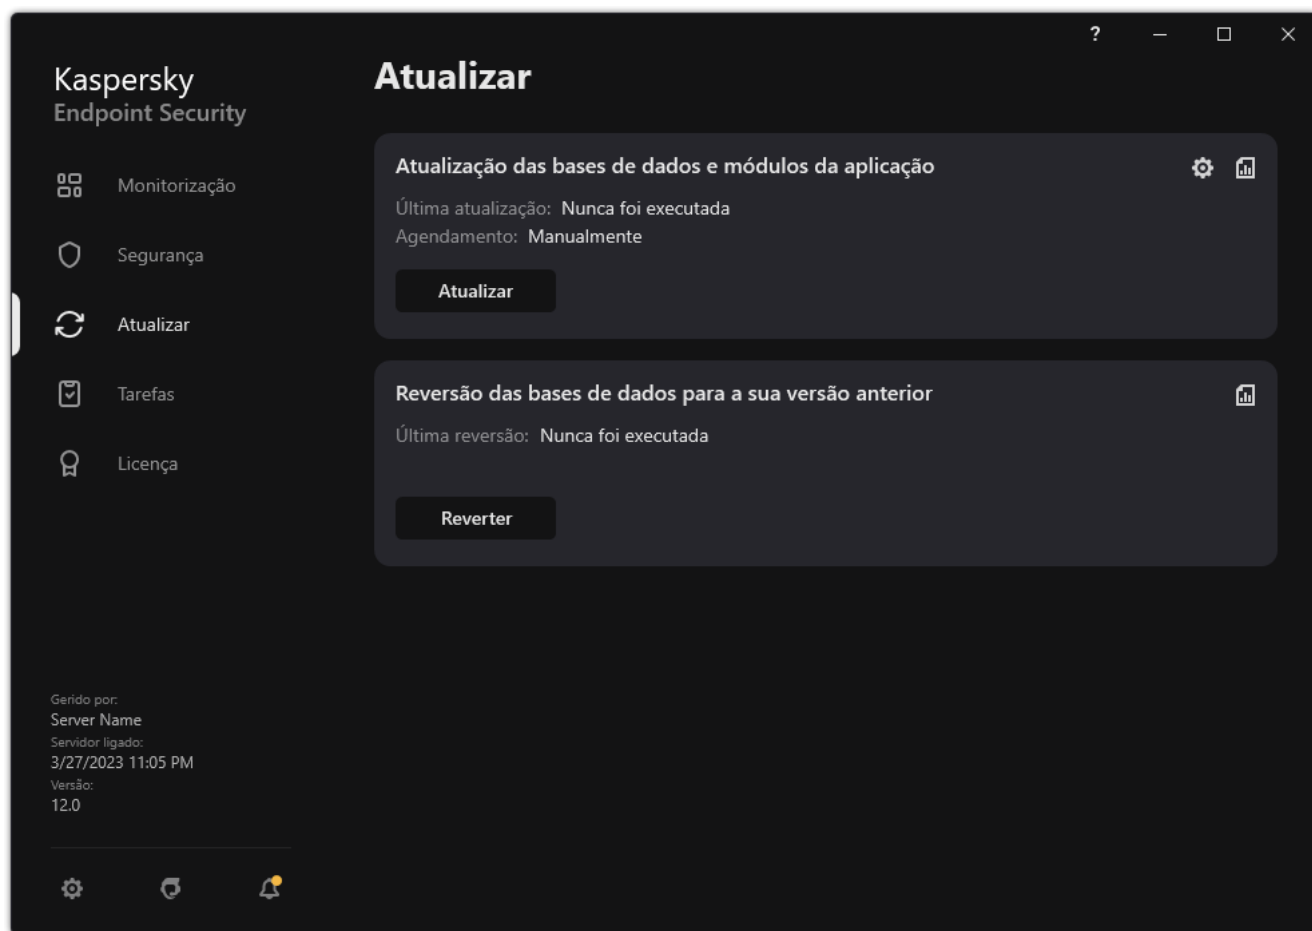 ?
Kaspersky
Endpoint Security
Monitorização
Segurança
Atualizar
Tarefas
Licença
Gerido por:
Server Name
Servidor ligado:
3/27/2023 11:05 PM
Versão:
12.0
Atualizar
Atualização das bases de dados e módulos da aplicação
Última atualização: Nunca foi executada
Agendamento: Manualmente
Atualizar
Reversão das bases de dados para a sua versão anterior
Última reversão: Nunca foi executada
Reverter